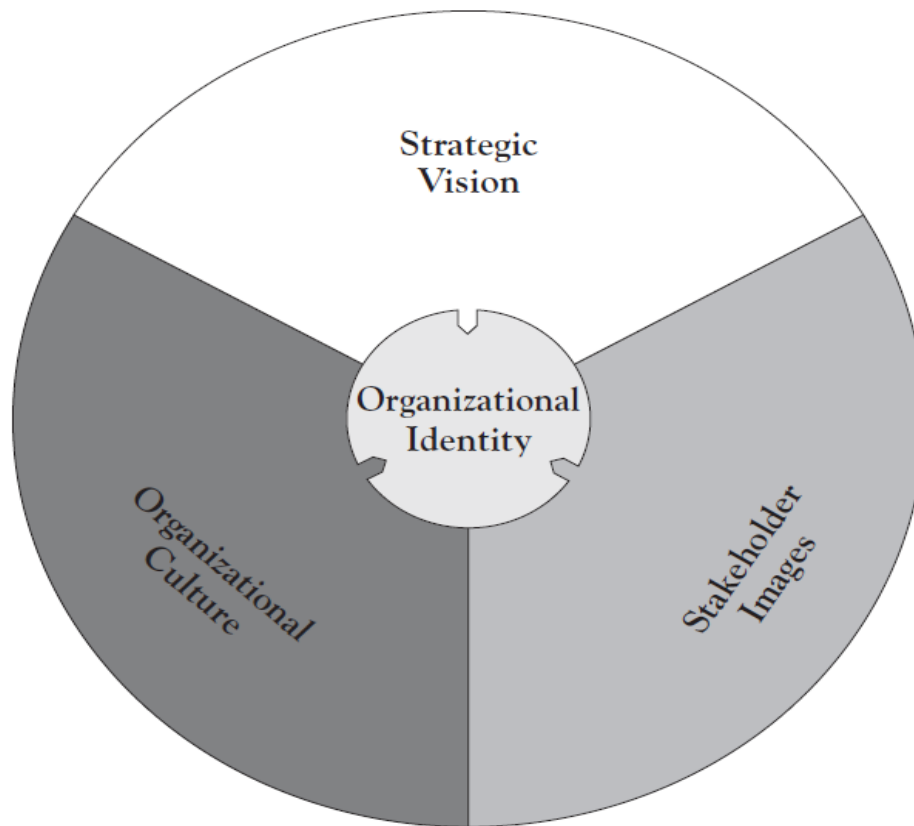 Strategic
Vision
Organizational
Identity
Organizational
Culture
Stakeholder
Images